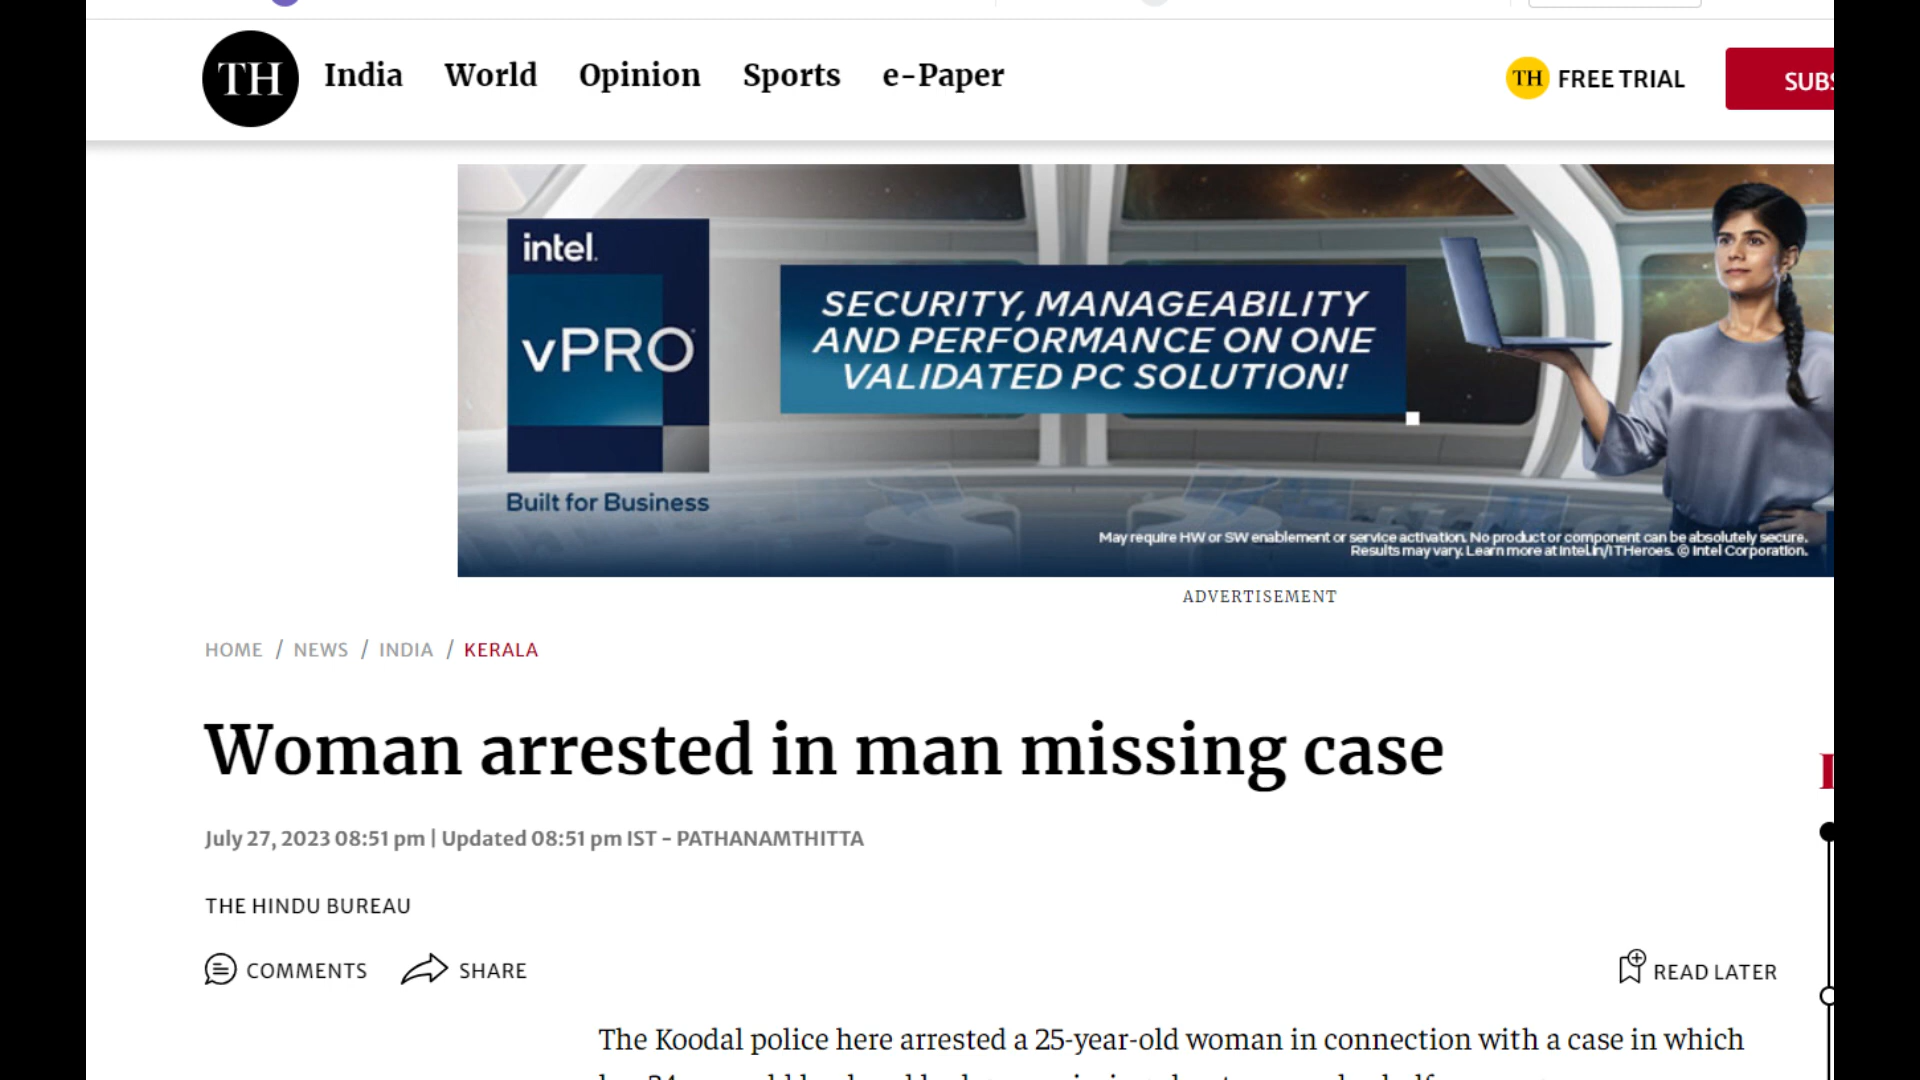 TH
India World Opinion Sports e-Paper
TH FREE TRIAL
intel.
vPRO
Built for Business
SECURITY, MANAGEABILITY
AND PERFORMANCE ON ONE
VALIDATED PC SOLUTION!
May require HW or SW enablement or service activation. No product or component can be absolutely secure.
Results may vary. Learn more at Intel.in/ITHeroes. © Intel Corporation.
ADVERTISEMENT
HOME / NEWS / INDIA / KERALA
Woman arrested in man missing case
July 27, 2023 08:51 pm | Updated 08:51 pm IST - PATHANAMTHITTA
THE HINDU BUREAU
COMMENTS SHARE
READ LATER
The Koodal police here arrested a 25-year-old woman in connection with a case in which